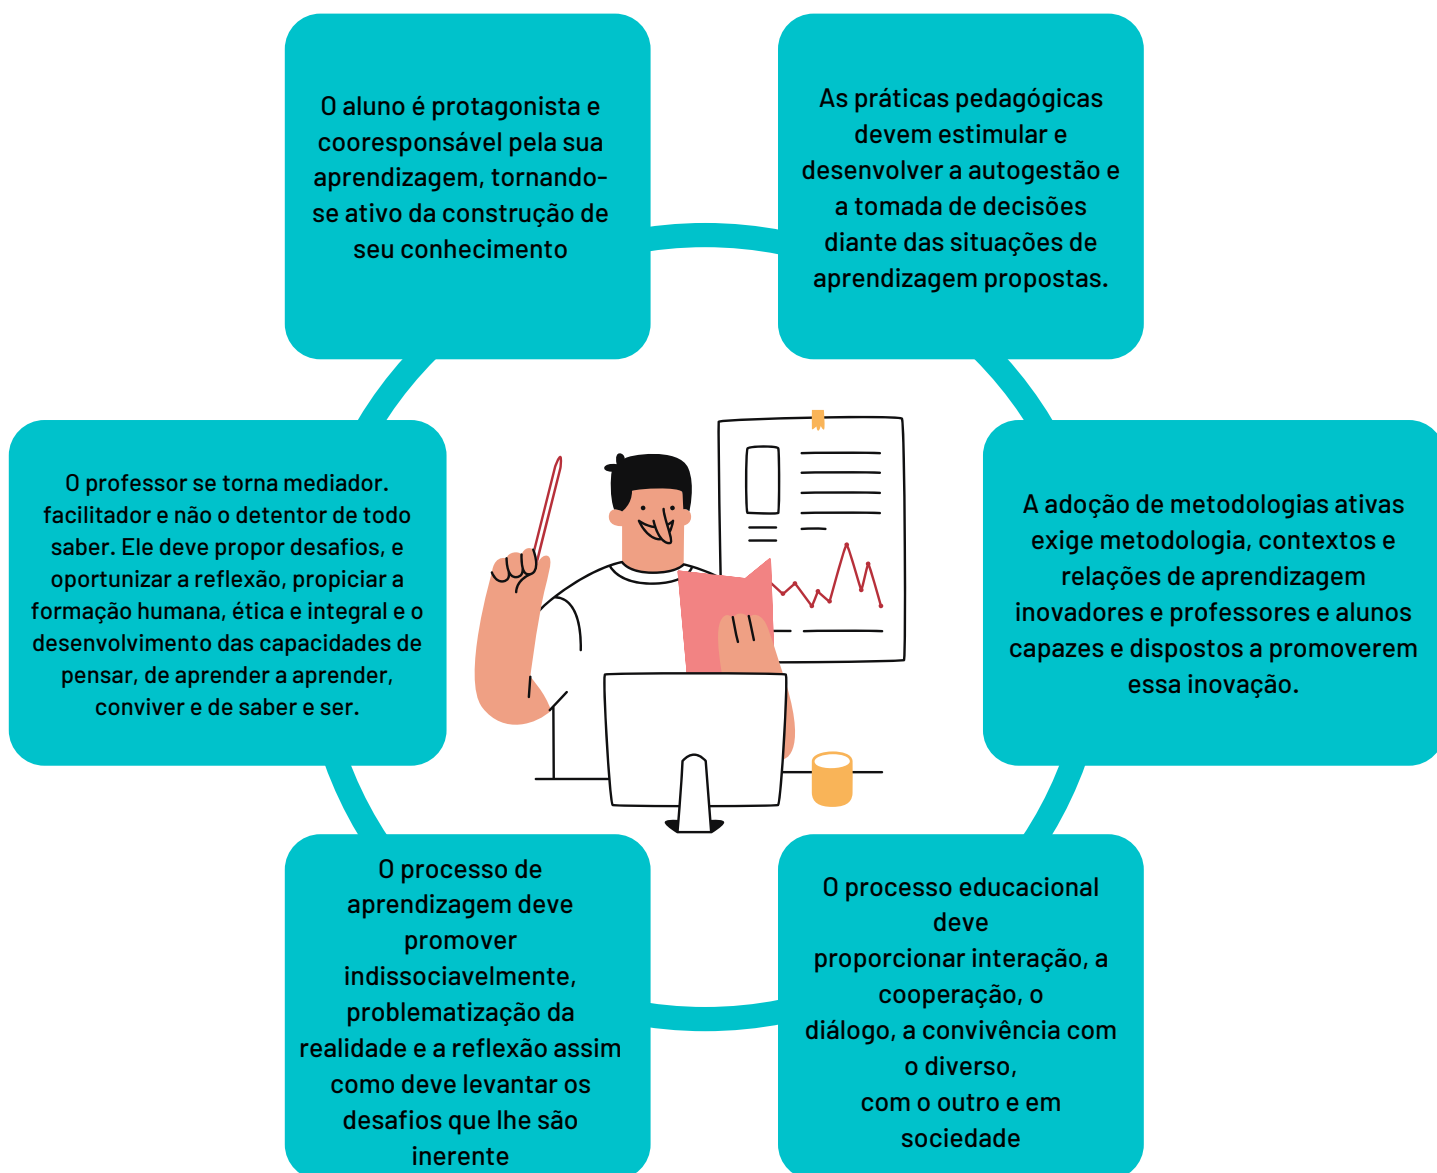 O aluno é protagonista e
cooresponsável pela sua
aprendizagem, tornando-
se ativo da construção de
seu conhecimento
As práticas pedagógicas
devem estimular e
desenvolver a autogestão e
a tomada de decisões
diante das situações de
aprendizagem propostas.
O professor se torna mediador.
facilitador e não o detentor de todo
saber. Ele deve propor desafios, e
oportunizar a reflexão, propiciar a
formação humana, ética e integral e o
desenvolvimento das capacidades de
pensar, de aprender a aprender,
conviver e de saber e ser.
A adoção de metodologias ativas
exige metodologia, contextos e
relações de aprendizagem
inovadores e professores e alunos
capazes e dispostos a promoverem
essa inovação.
O processo de
aprendizagem deve
promover
indissociavelmente,
problematização da
realidade e a reflexão assim
como deve levantar os
desafios que lhe são
inerente
O processo educacional
deve
proporcionar interação, a
cooperação, o
diálogo, a convivência com
o diverso,
com o outro e em
sociedade